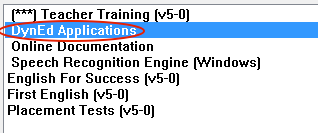 (***) Teacher Training (v5-0)
DynEd Applications
Online Documentation
Speech Recognition Engine (Windows)
English For Success (v5-0)
First English (v5-0)
Placement Tests (v5-0)